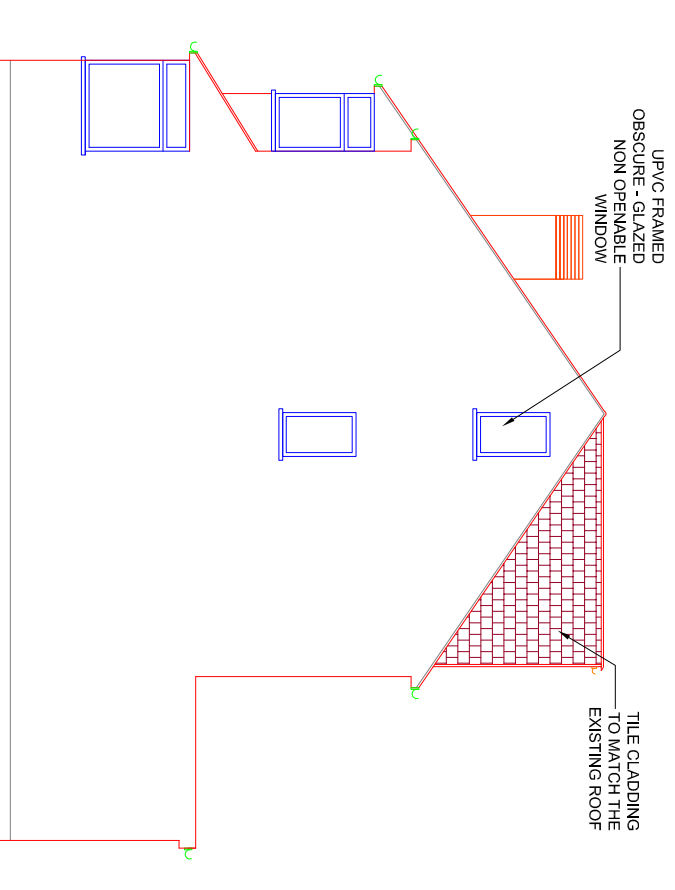 UPVC FRAMED
OBSCURE - GLAZED
NON OPENABLE
WINDOW
TILE CLADDING
TO MATCH THE
EXISTING ROOF